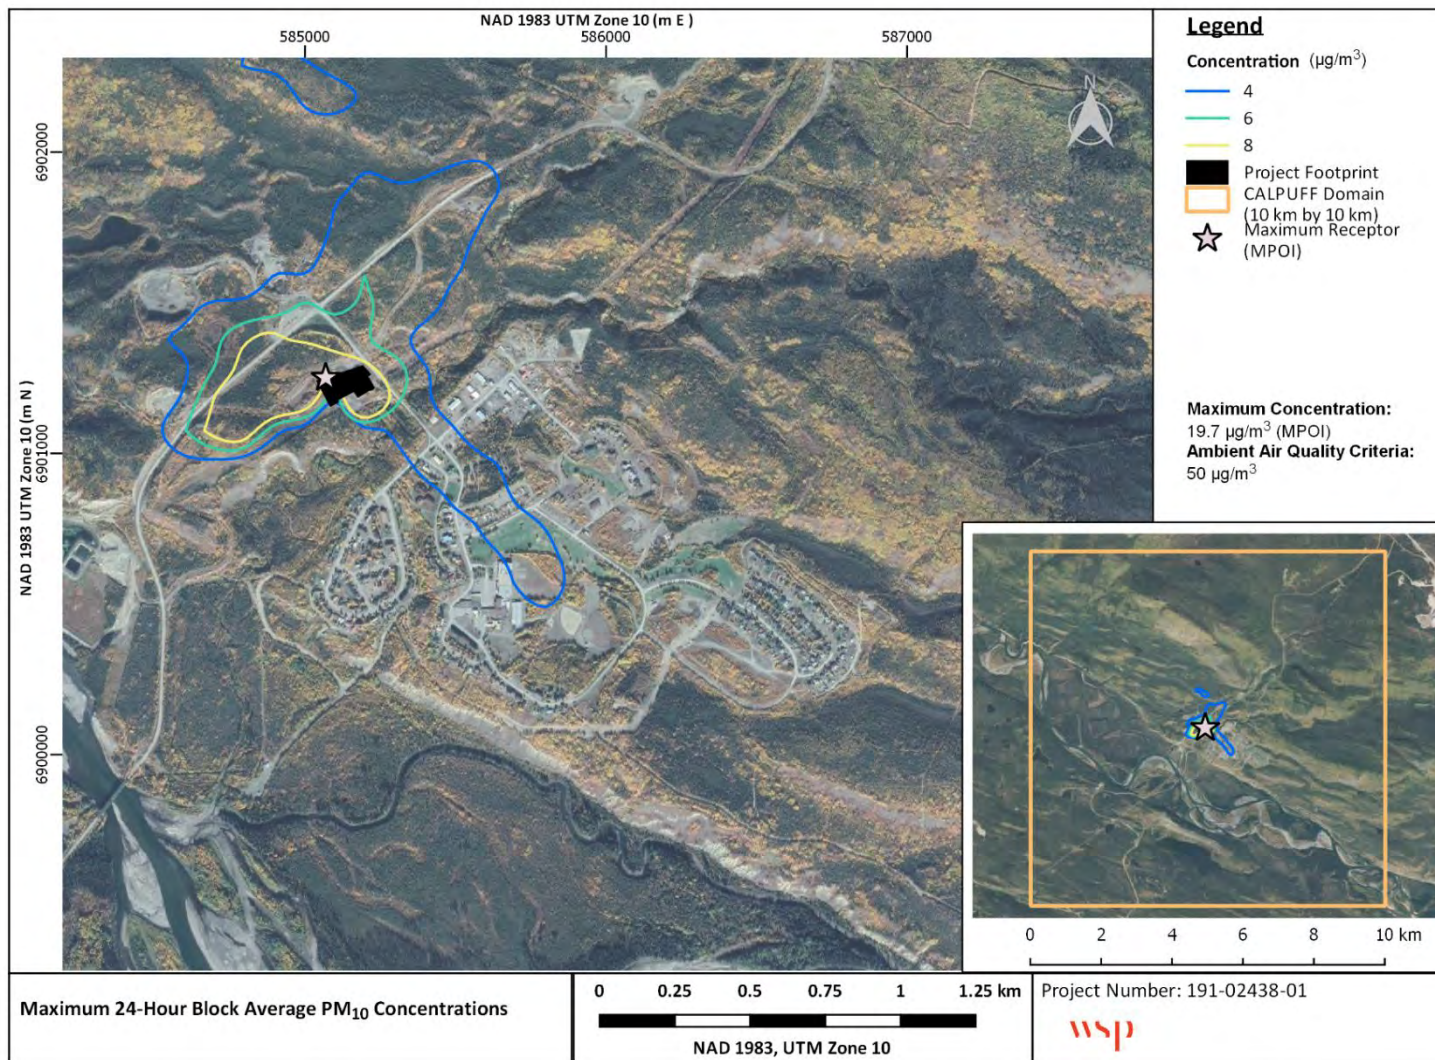 NAD 1983 UTM Zone 10 (m E )
585000 586000 587000
6902000
6901000
6900000
NAD 1983 UTM Zone 10 (m N )
N
Legend
Concentration (µg/m³)
4
6
8
Project Footprint
CALPUFF Domain
(10 km by 10 km)
Maximum Receptor
(MPOI)
Maximum Concentration:
19.7 µg/m³ (MPOI)
Ambient Air Quality Criteria:
50 µg/m³
0 2 4 6 8 10 km
Maximum 24-Hour Block Average PM₁₀ Concentrations
0 0.25 0.5 0.75 1 1.25 km
NAD 1983, UTM Zone 10
Project Number: 191-02438-01
wsp